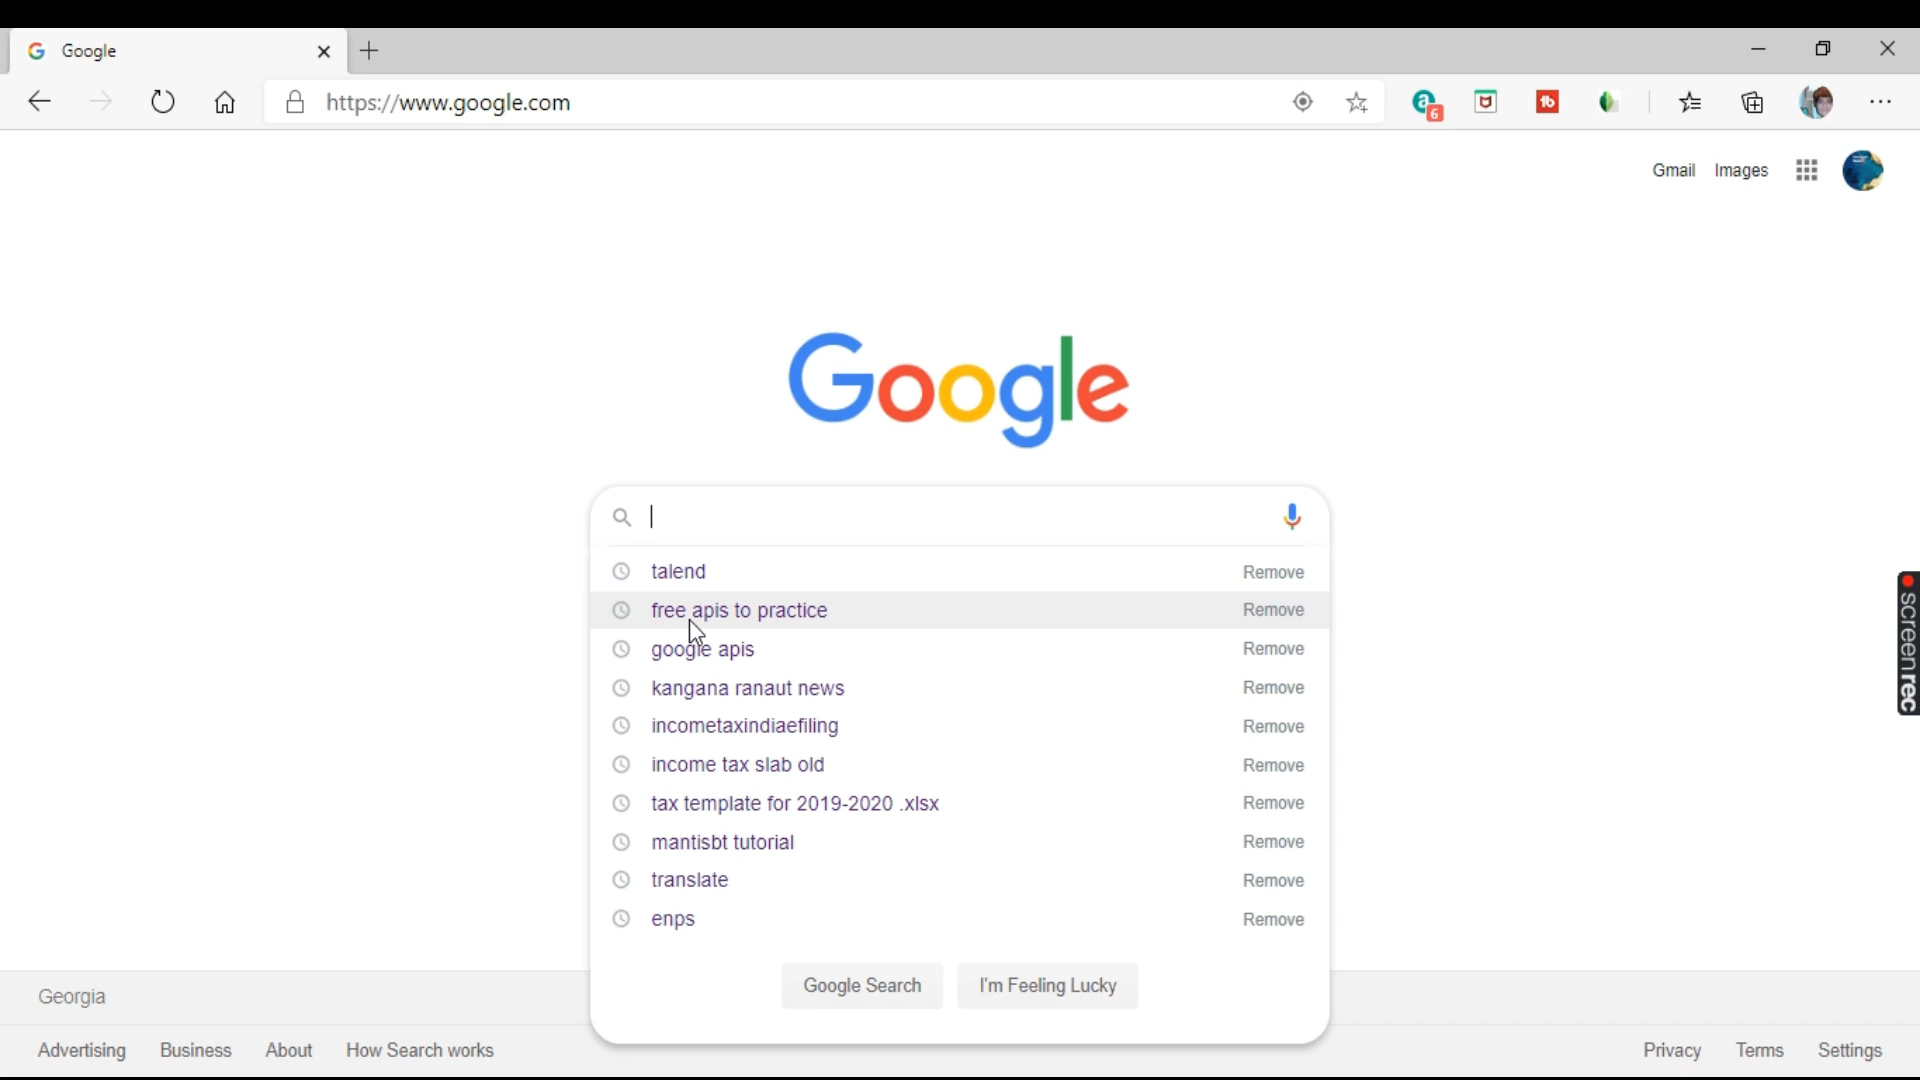 Google
https://www.google.com
6
Gmail Images
Google
talend Remove
free apis to practice Remove
google apis Remove
kangana ranaut news Remove
incometaxindiaefiling Remove
income tax slab old Remove
tax template for 2019-2020 .xlsx Remove
mantisbt tutorial Remove
translate Remove
enps Remove
Google Search I'm Feeling Lucky
screenrec
Georgia
Advertising Business About How Search works Privacy Terms Settings